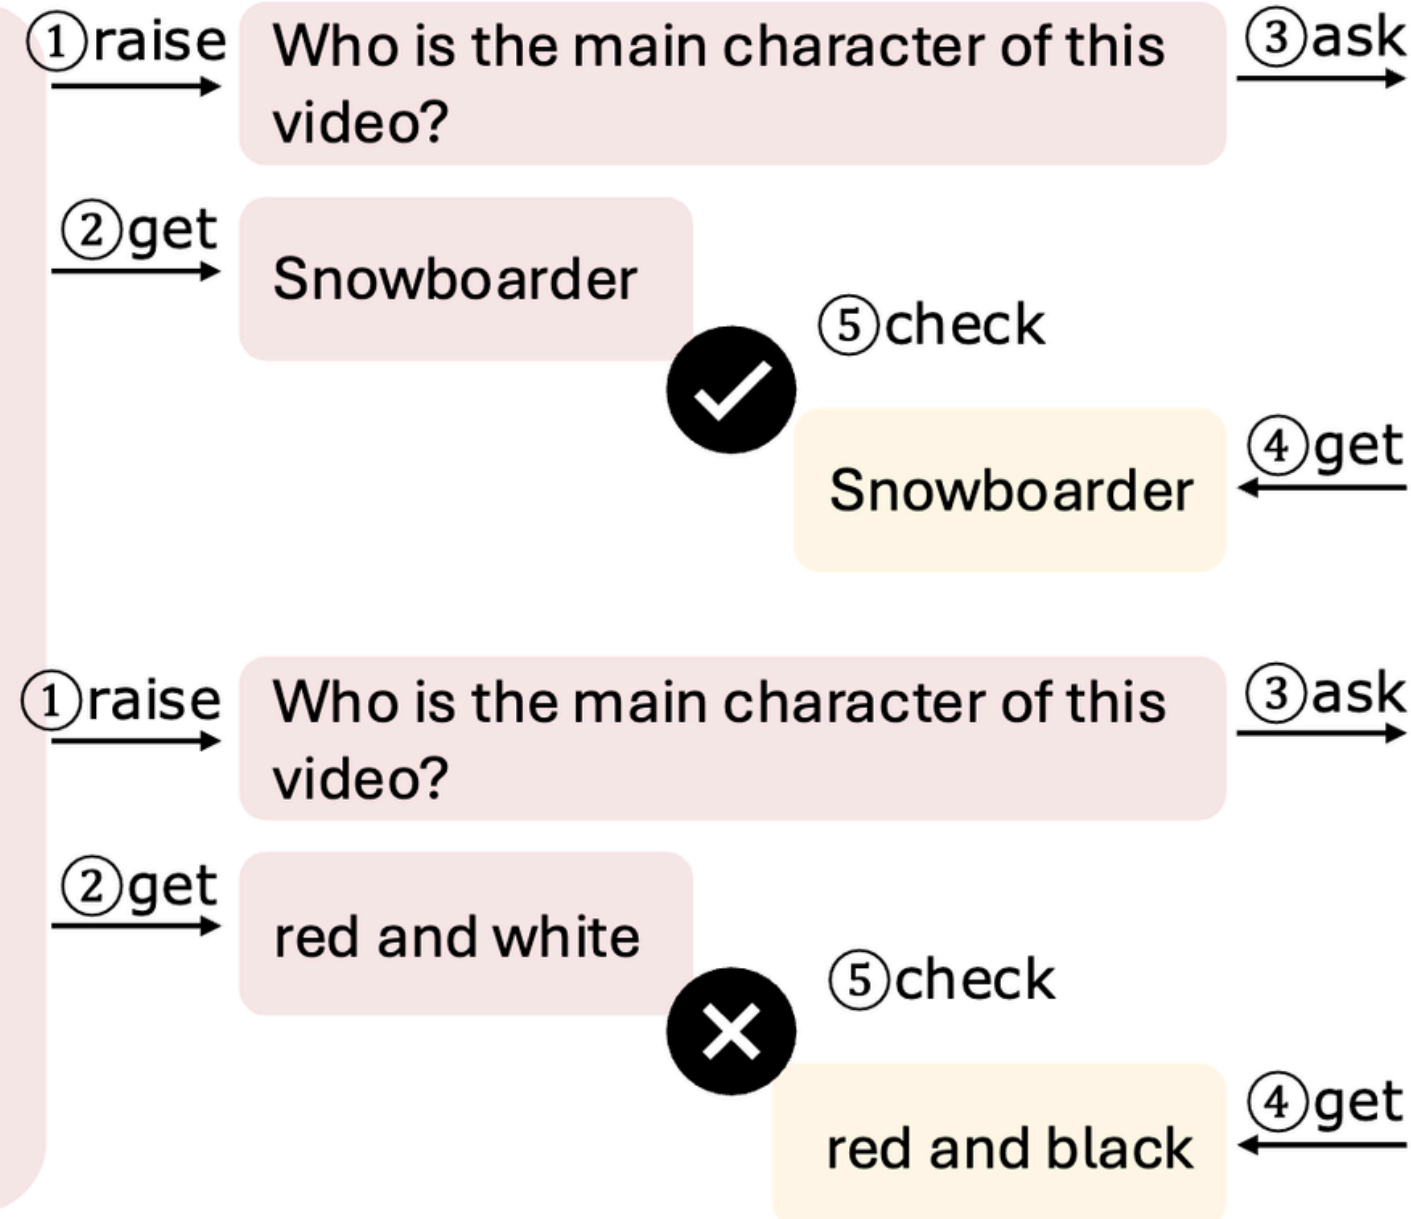 ①raise
Who is the main character of this
video?
③ask
②get
Snowboarder
⑤check
④get
Snowboarder
①raise
Who is the main character of this
video?
③ask
②get
red and white
⑤check
④get
red and black